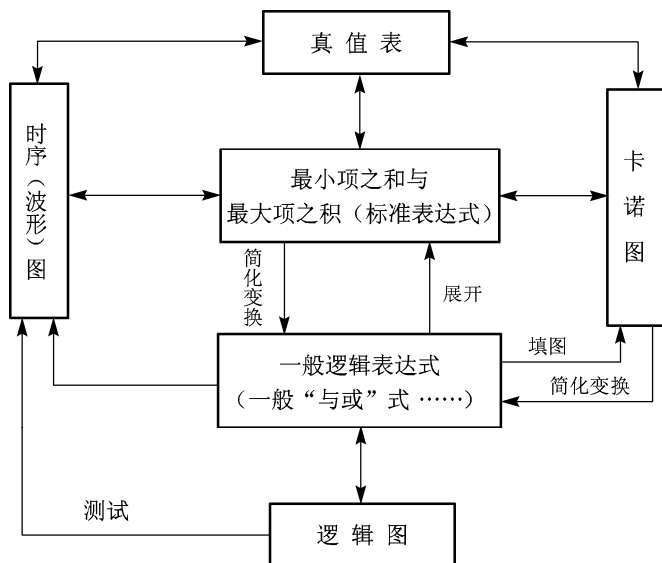 真值表
时序(波形)图
最小项之和与
最大项之积(标准表达式)
卡诺图
简化变换
展开
一般逻辑表达式
(一般“与或”式……)
填图
简化变换
测试
逻辑图